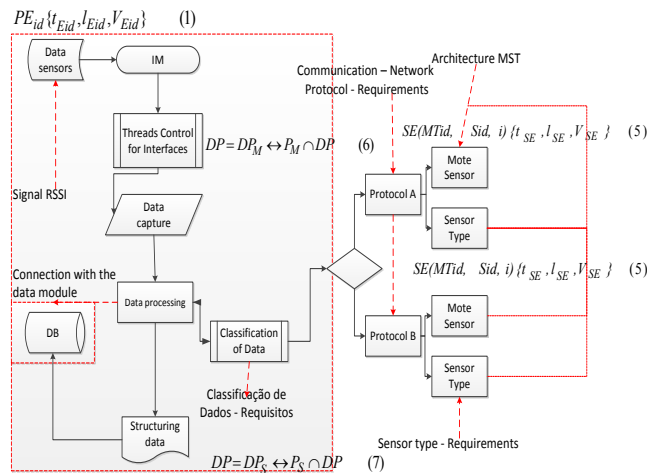 PE_id {t_Eid , l_Eid , V_Eid} (1)
Data
sensors
IM
Architecture MST
Communication – Network
Protocol - Requirements
Threads Control
for Interfaces
DP = DP_M ↔ P_M ∩ DP (6)
SE(MTid, Sid, i) {t_SE , l_SE , V_SE } (5)
Mote
Sensor
Protocol A
Signal RSSI
Data
capture
Sensor
Type
SE(MTid, Sid, i) {t_SE , l_SE , V_SE } (5)
Connection with the
data module
Data processing
Mote
Sensor
DB
Classification
of Data
Protocol B
Sensor
Type
Classificação de
Dados - Requisitos
Structuring
data
Sensor type - Requirements
DP = DP_S ↔ P_S ∩ DP (7)